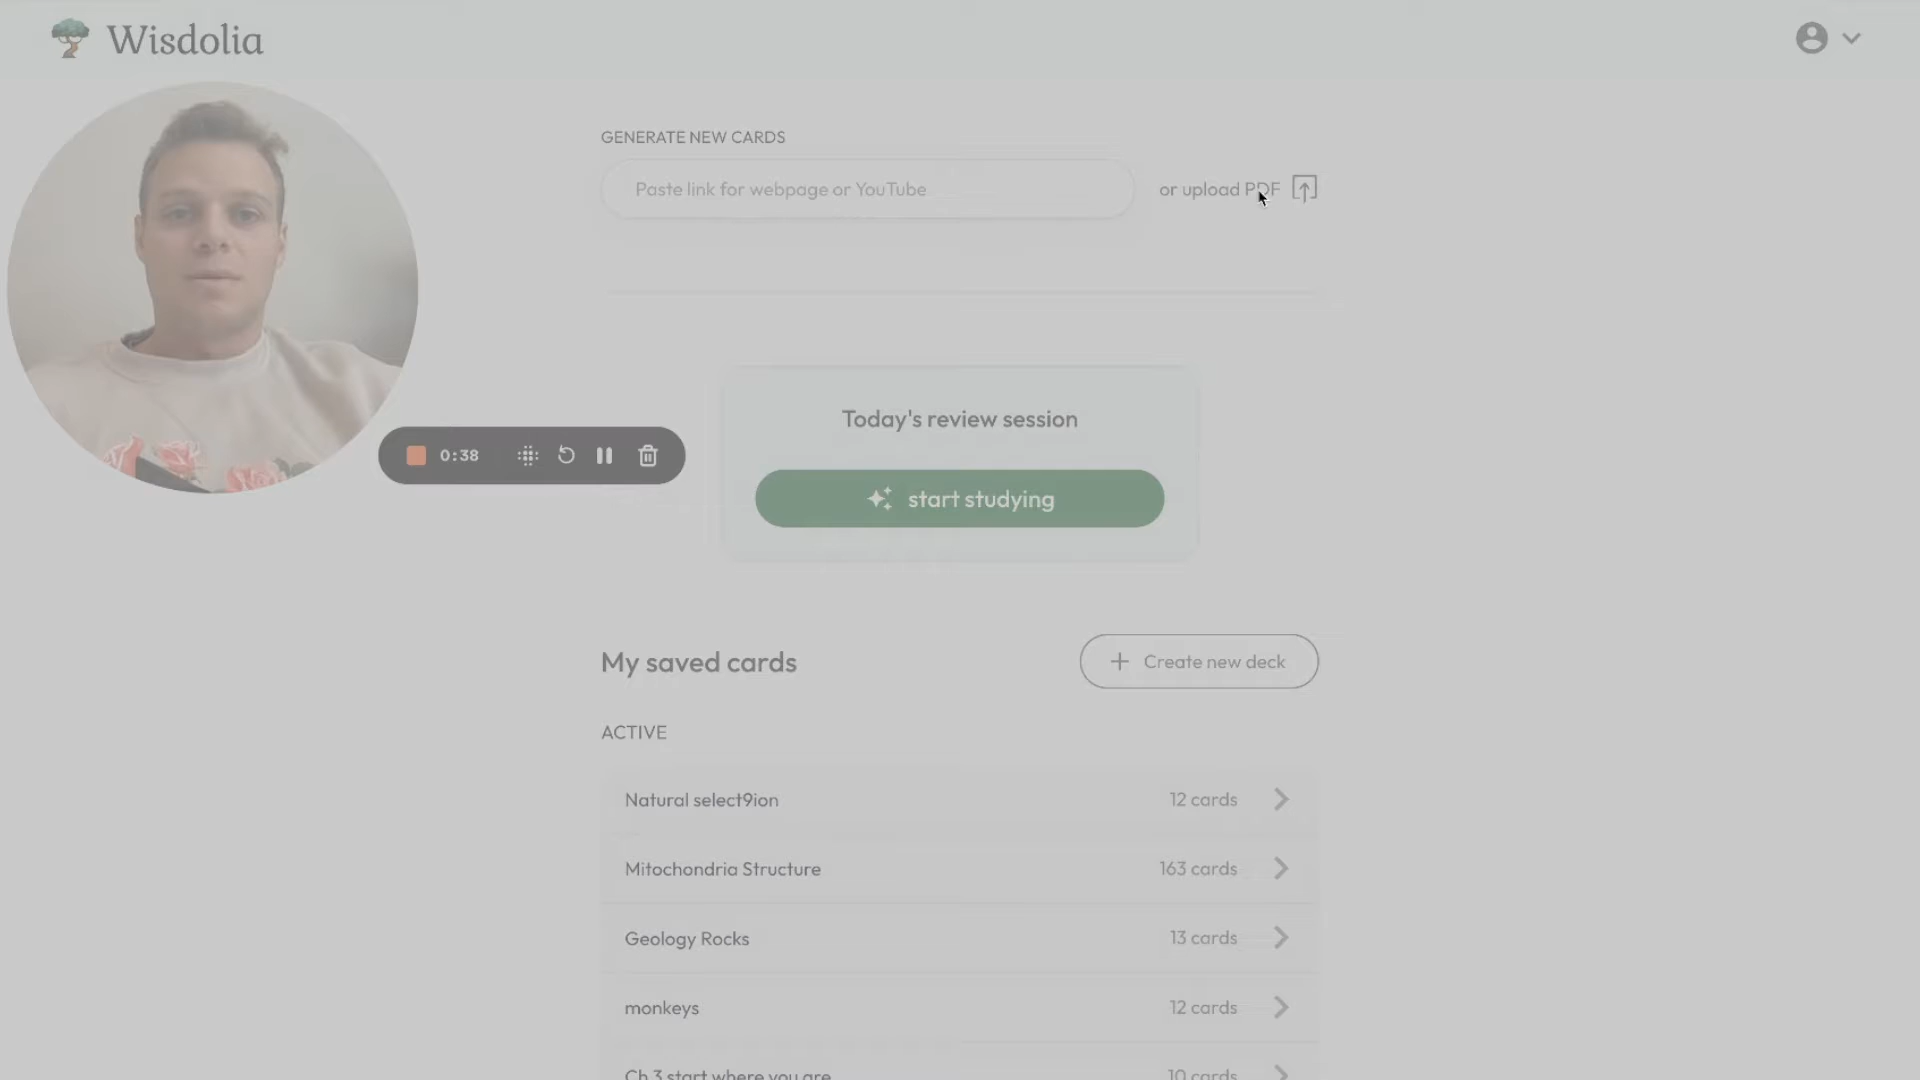 Wisdolia
GENERATE NEW CARDS
Paste link for webpage or YouTube
or upload PDF
0:38
Today's review session
start studying
My saved cards
Create new deck
ACTIVE
Natural select9ion 12 cards
Mitochondria Structure 163 cards
Geology Rocks 13 cards
monkeys 12 cards
Ch 3 start where you are 10 cards